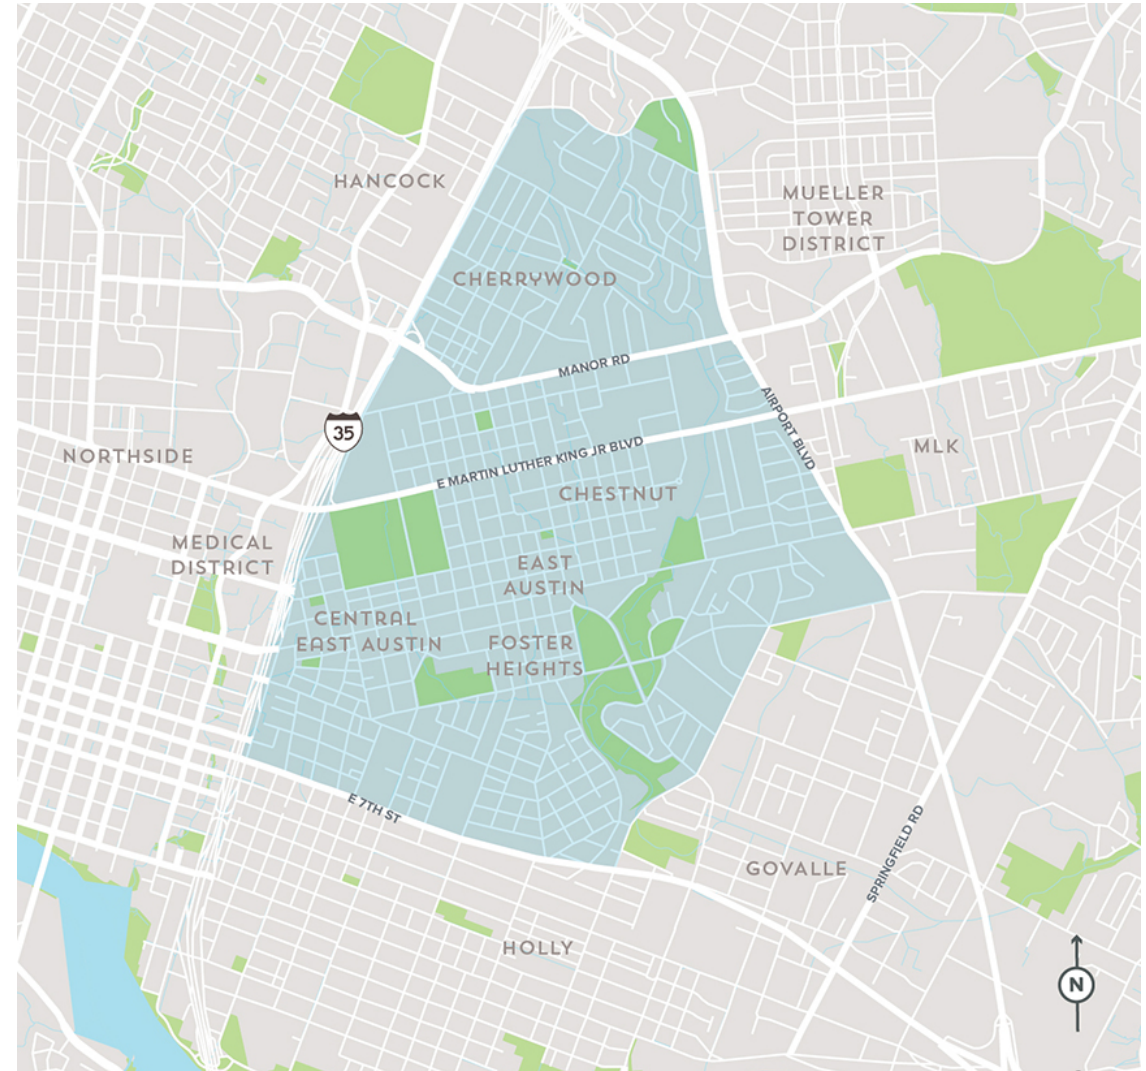 HANCOCK
MUELLER
TOWER
DISTRICT
CHERRYWOOD
MANOR RD
AIRPORT BLVD
35
NORTHSIDE
E MARTIN LUTHER KING JR BLVD
MLK
CHESTNUT
MEDICAL
DISTRICT
EAST
AUSTIN
CENTRAL
EAST AUSTIN
FOSTER
HEIGHTS
E 7TH ST
SPRINGFIELD RD
GOVALLE
HOLLY
N